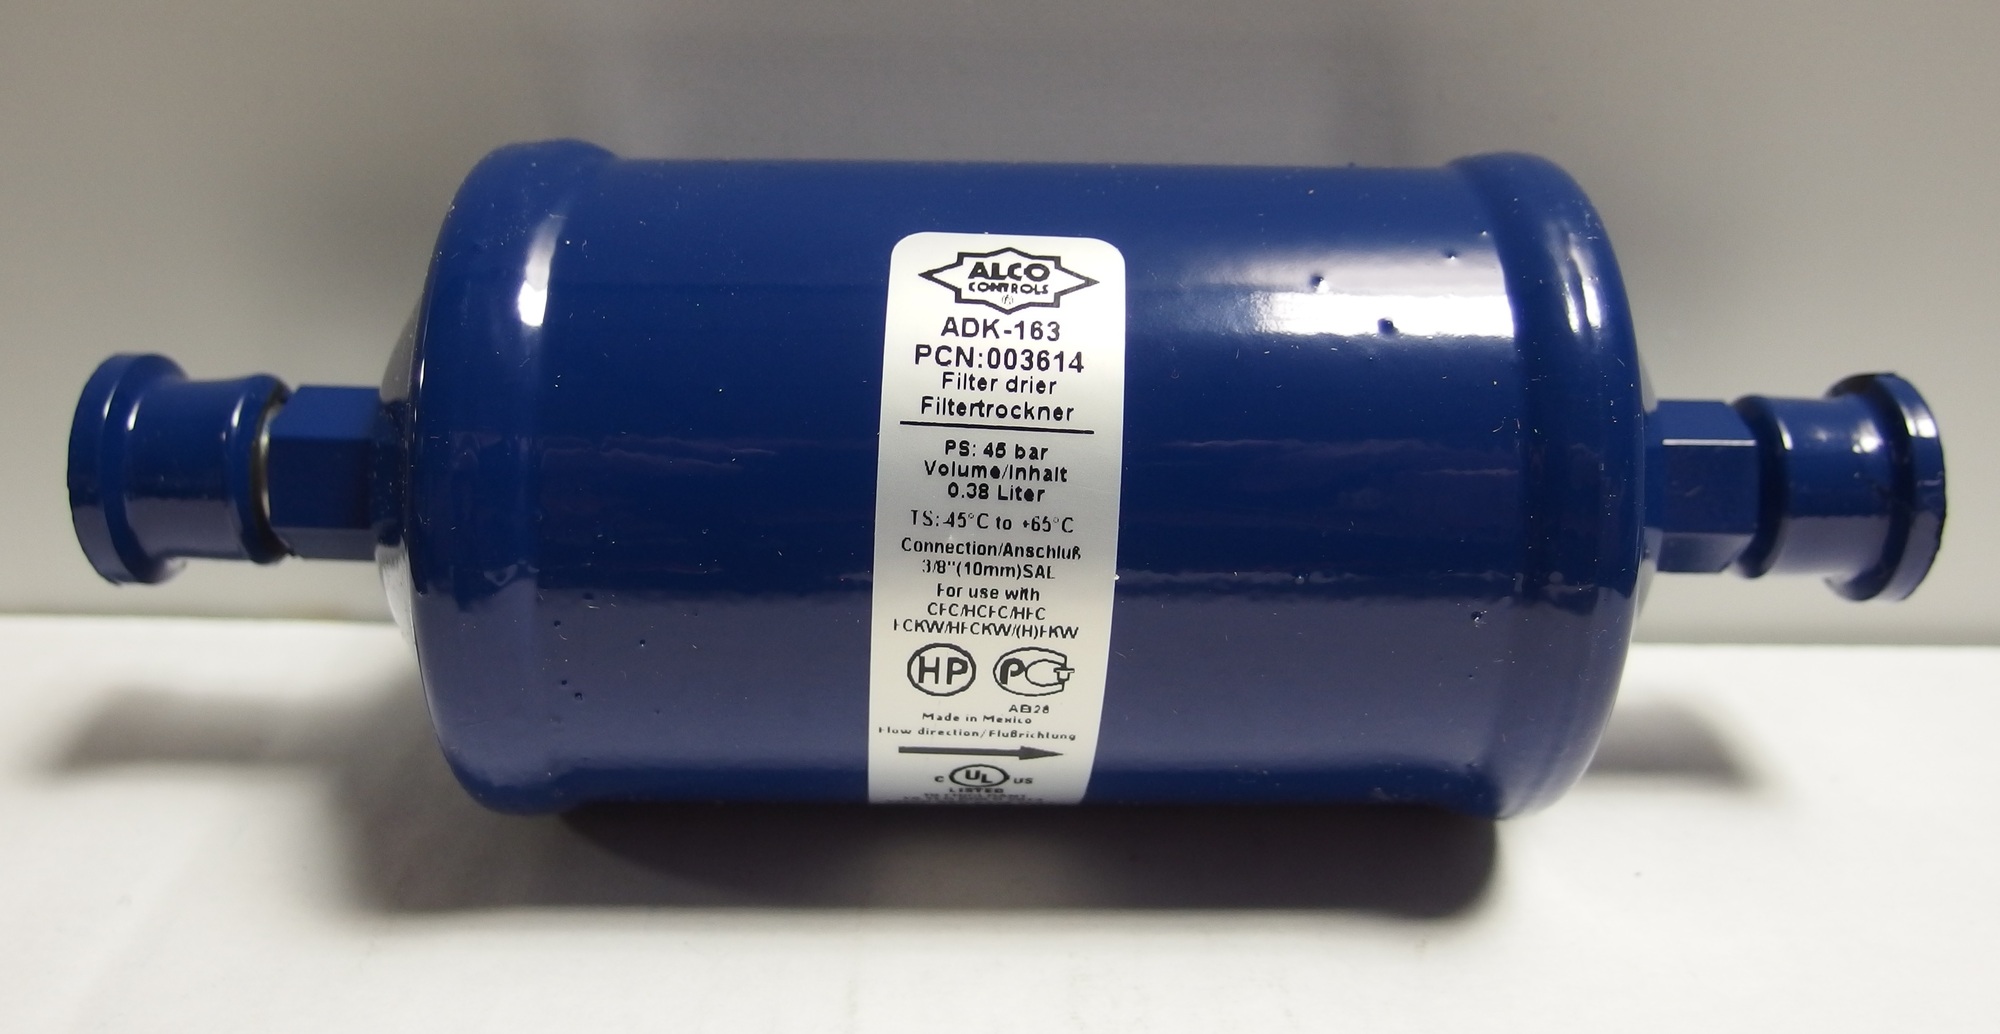 ALCO
CONTROLS
ADK-163
PCN:003614
Filter drier
Filtertrockner
PS: 45 bar
Volume/Inhalt
0.38 Liter
TS:-45°C to +65°C
Connection/Anschluß
3/8"(10mm)SAE
For use with
CFC/HCFC/HFC
FCKW/HFCKW/(H)FKW
HP
PCT
Made in Mexico
Flow direction/Flußrichtung
C UL US
LISTED